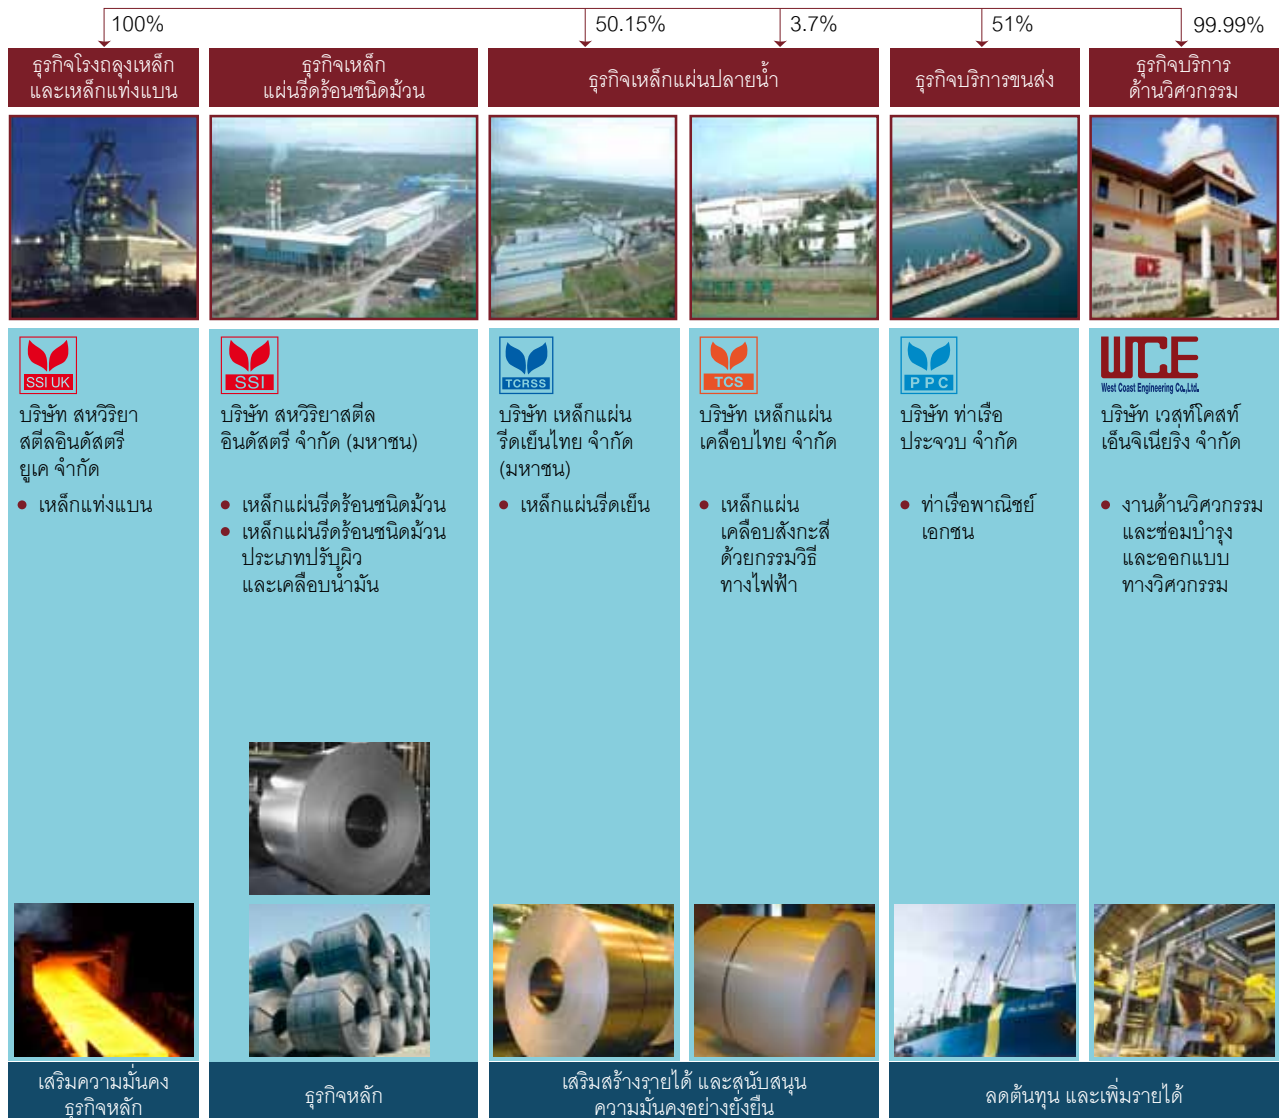 100%
50.15%
3.7%
51%
99.99%
ธุรกิจโรงถลุงเหล็ก
และเหล็กแท่งแบน
ธุรกิจเหล็ก
แผ่นรีดร้อนชนิดม้วน
ธุรกิจเหล็กแผ่นปลายน้ำ
ธุรกิจบริการขนส่ง
ธุรกิจบริการ
ด้านวิศวกรรม
WCE
SSI UK
บริษัท สหวิริยา
สตีลอินดัสตรี
ยูเค จำกัด
• เหล็กแท่งแบน
SSI
บริษัท สหวิริยาสตีล
อินดัสตรี จำกัด (มหาชน)
• เหล็กแผ่นรีดร้อนชนิดม้วน
• เหล็กแผ่นรีดร้อนชนิดม้วน
ประเภทปรับผิว
และเคลือบน้ำมัน
TCRSS
บริษัท เหล็กแผ่น
รีดเย็นไทย จำกัด
(มหาชน)
• เหล็กแผ่นรีดเย็น
TCS
บริษัท เหล็กแผ่น
เคลือบไทย จำกัด
• เหล็กแผ่น
เคลือบสังกะสี
ด้วยกรรมวิธี
ทางไฟฟ้า
PPC
บริษัท ท่าเรือ
ประจวบ จำกัด
• ท่าเรือพาณิชย์
เอกชน
WCE
West Coast Engineering Co.,Ltd.
บริษัท เวสท์โคสท์
เอ็นจิเนียริ่ง จำกัด
• งานด้านวิศวกรรม
และซ่อมบำรุง
และออกแบบ
ทางวิศวกรรม
เสริมความมั่นคง
ธุรกิจหลัก
ธุรกิจหลัก
เสริมสร้างรายได้ และสนับสนุน
ความมั่นคงอย่างยั่งยืน
ลดต้นทุน และเพิ่มรายได้